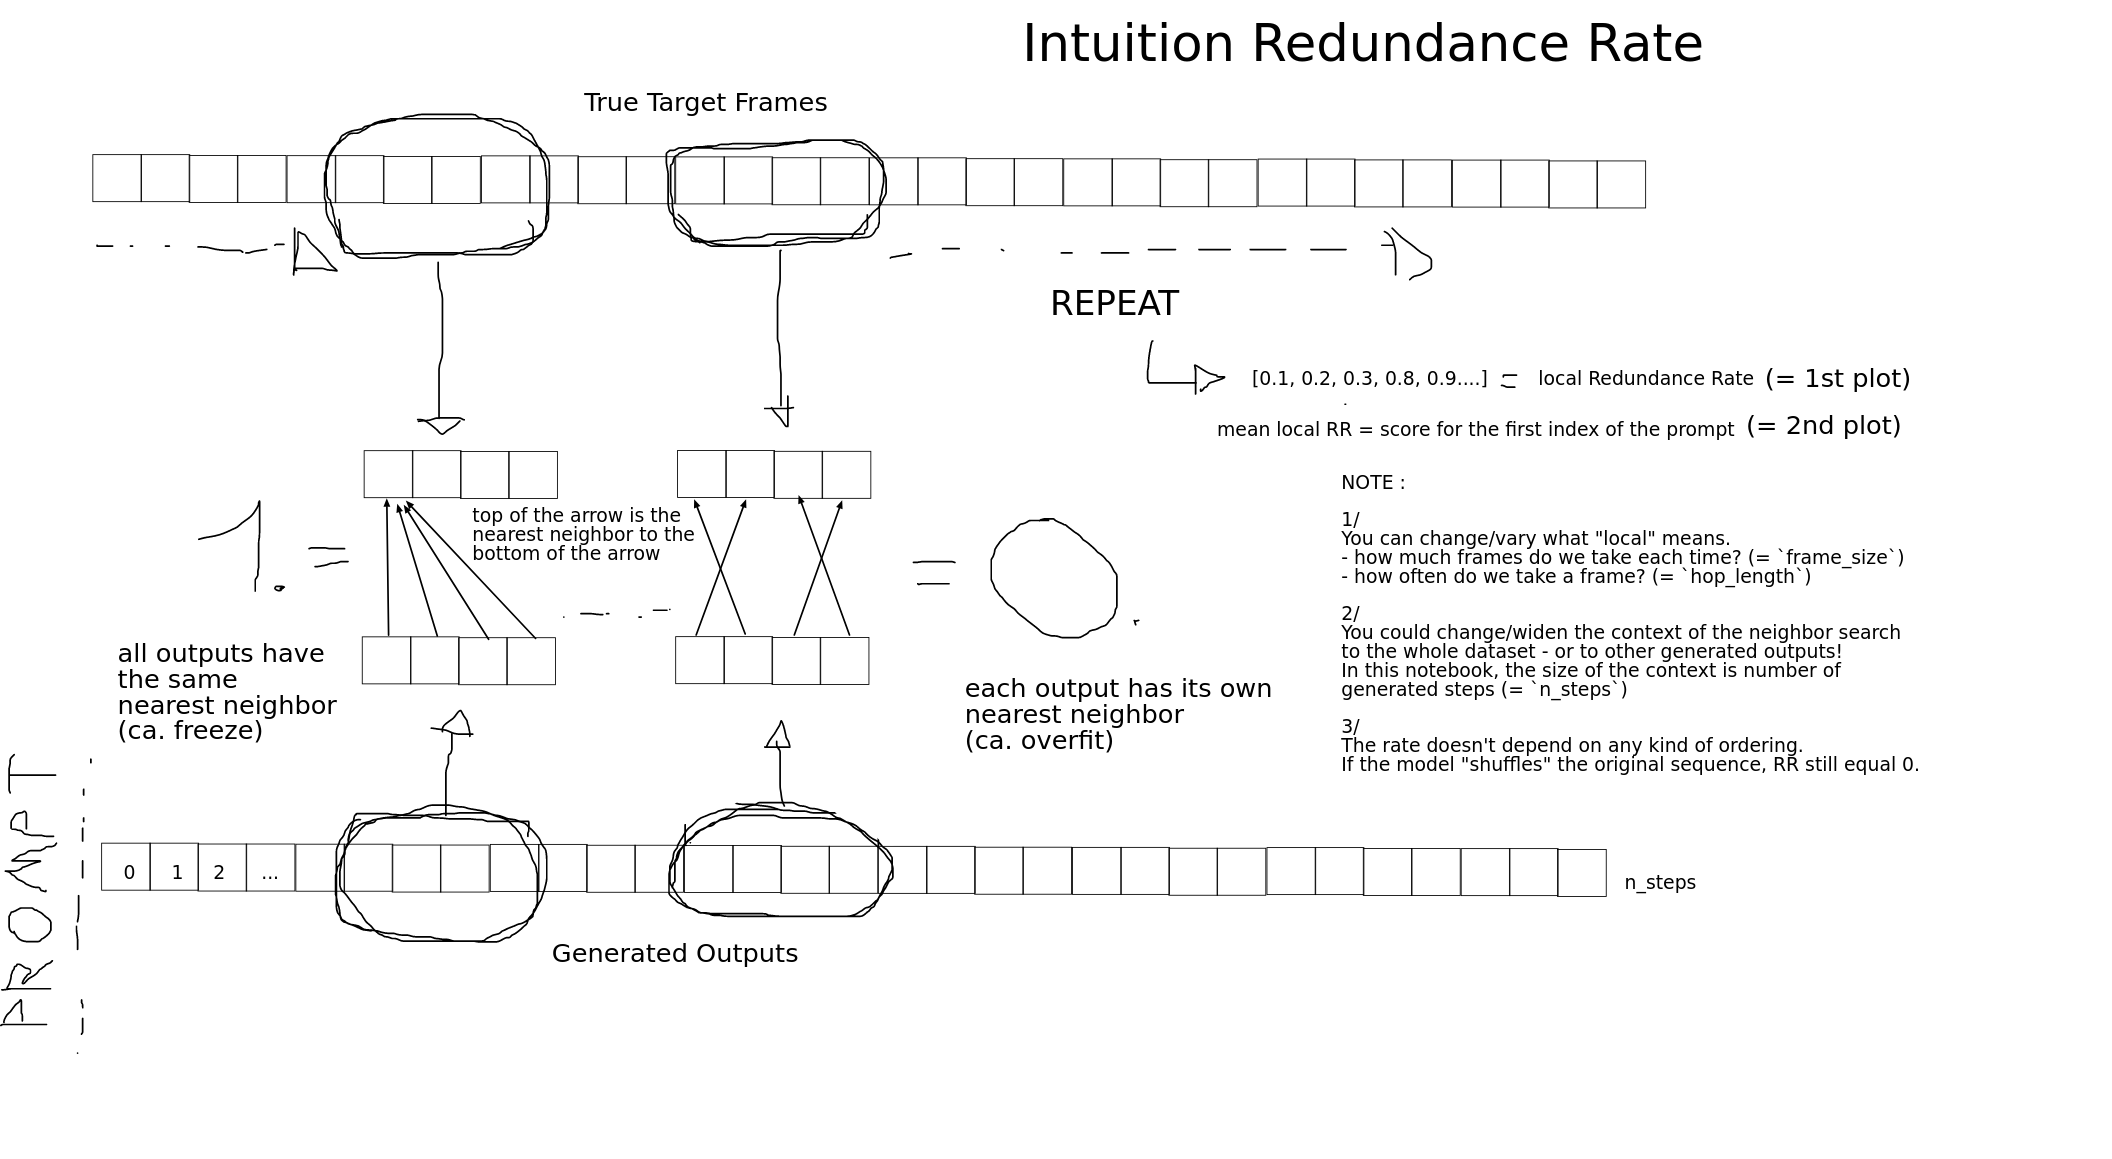 Intuition Redundance Rate
True Target Frames
REPEAT
[0.1, 0.2, 0.3, 0.8, 0.9....] = local Redundance Rate (= 1st plot)
mean local RR = score for the first index of the prompt (= 2nd plot)
1. =
top of the arrow is the
nearest neighbor to the
bottom of the arrow
= 0.
all outputs have
the same
nearest neighbor
(ca. freeze)
each output has its own
nearest neighbor
(ca. overfit)
NOTE :
1/
You can change/vary what "local" means.
- how much frames do we take each time? (= `frame_size`)
- how often do we take a frame? (= `hop_length`)
2/
You could change/widen the context of the neighbor search
to the whole dataset - or to other generated outputs!
In this notebook, the size of the context is number of
generated steps (= `n_steps`)
3/
The rate doesn't depend on any kind of ordering.
If the model "shuffles" the original sequence, RR still equal 0.
PROMPT
0 1 2 ...
n_steps
Generated Outputs